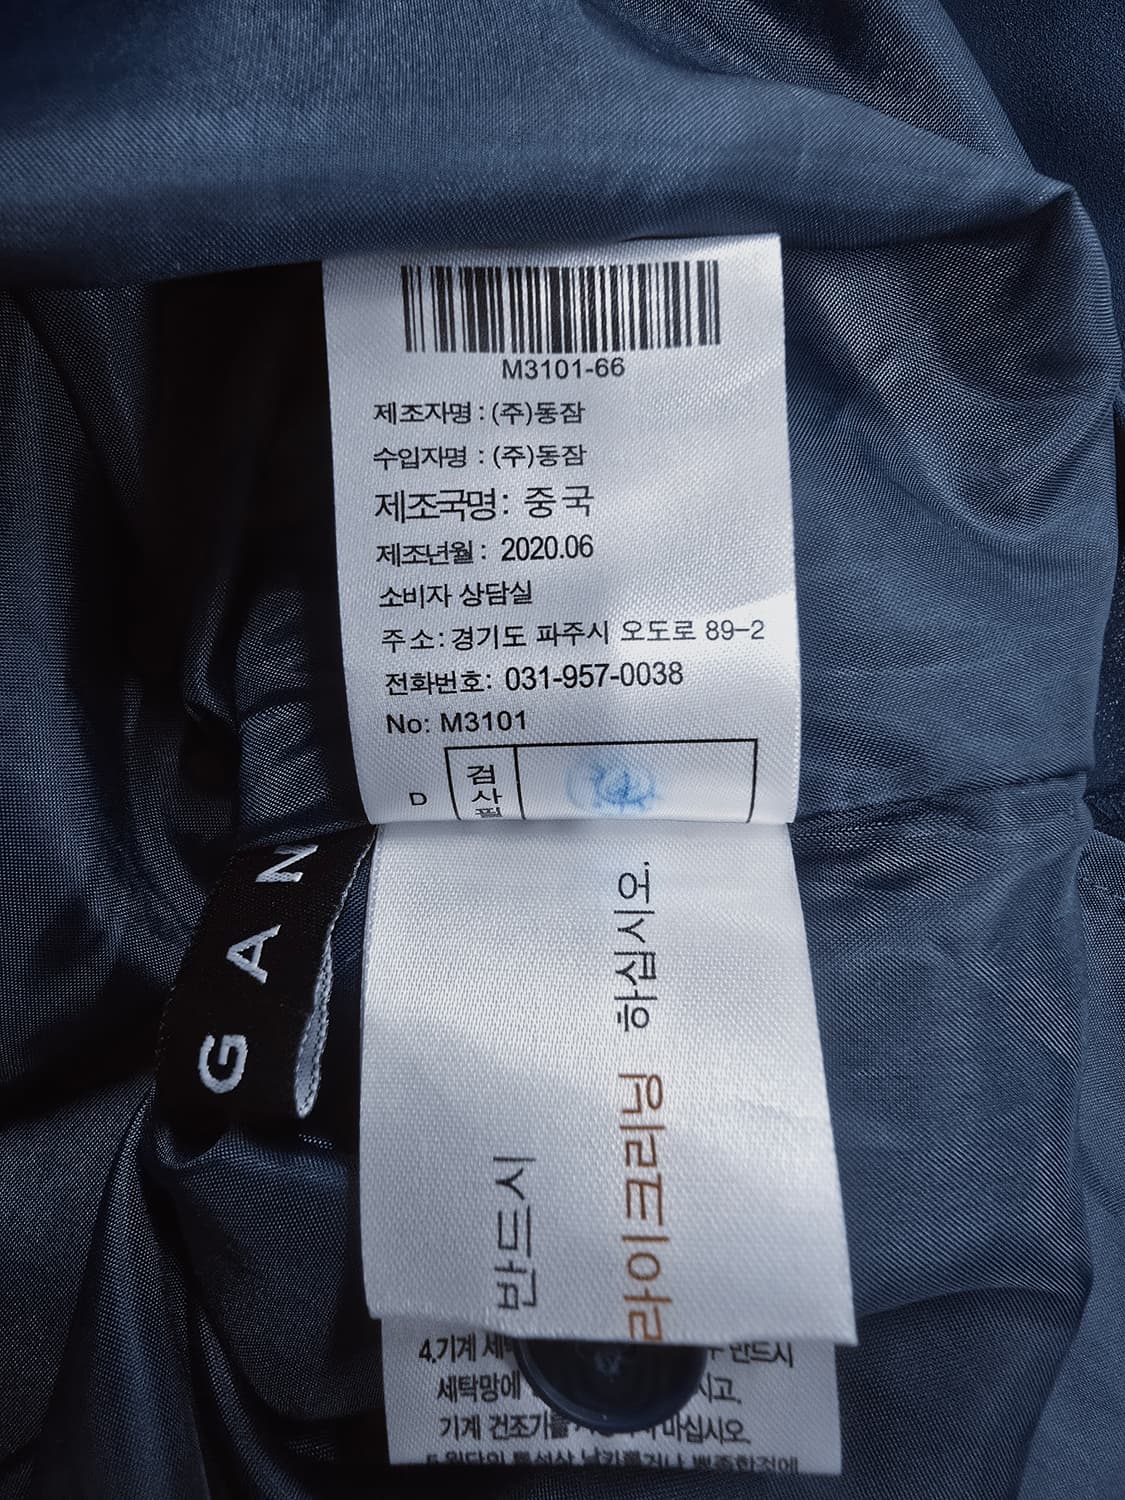 M3101-66
제조자명 : (주)동잠
수입자명 : (주)동잠
제조국명 : 중국
제조년월 : 2020.06
소비자 상담실
주소 : 경기도 파주시 오도로 89-2
전화번호: 031-957-0038
No: M3101
D
검
사
필
G A N
반드시
라이크리닝 하십시오.
4.기계 반드시
세탁망에
기계 건조기를 마십시오